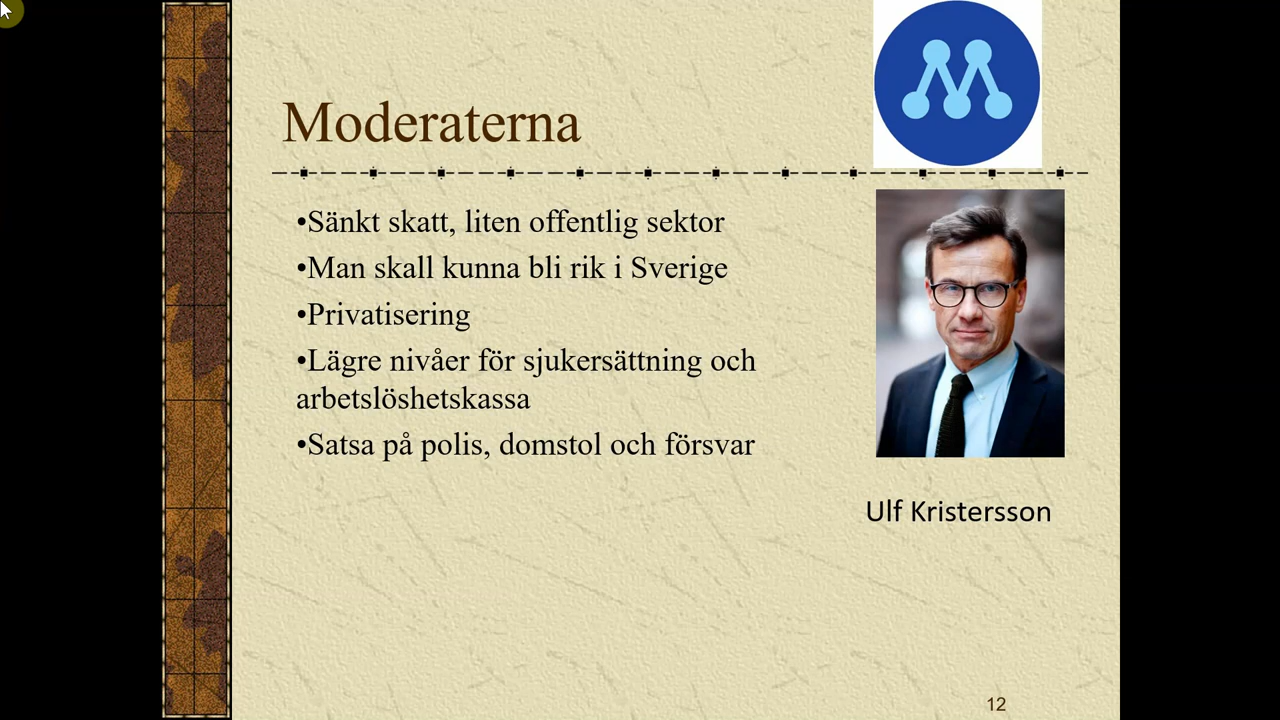 Moderaterna
•Sänkt skatt, liten offentlig sektor
•Man skall kunna bli rik i Sverige
•Privatisering
•Lägre nivåer för sjukersättning och
arbetslöshetskassa
•Satsa på polis, domstol och försvar
Ulf Kristersson
12